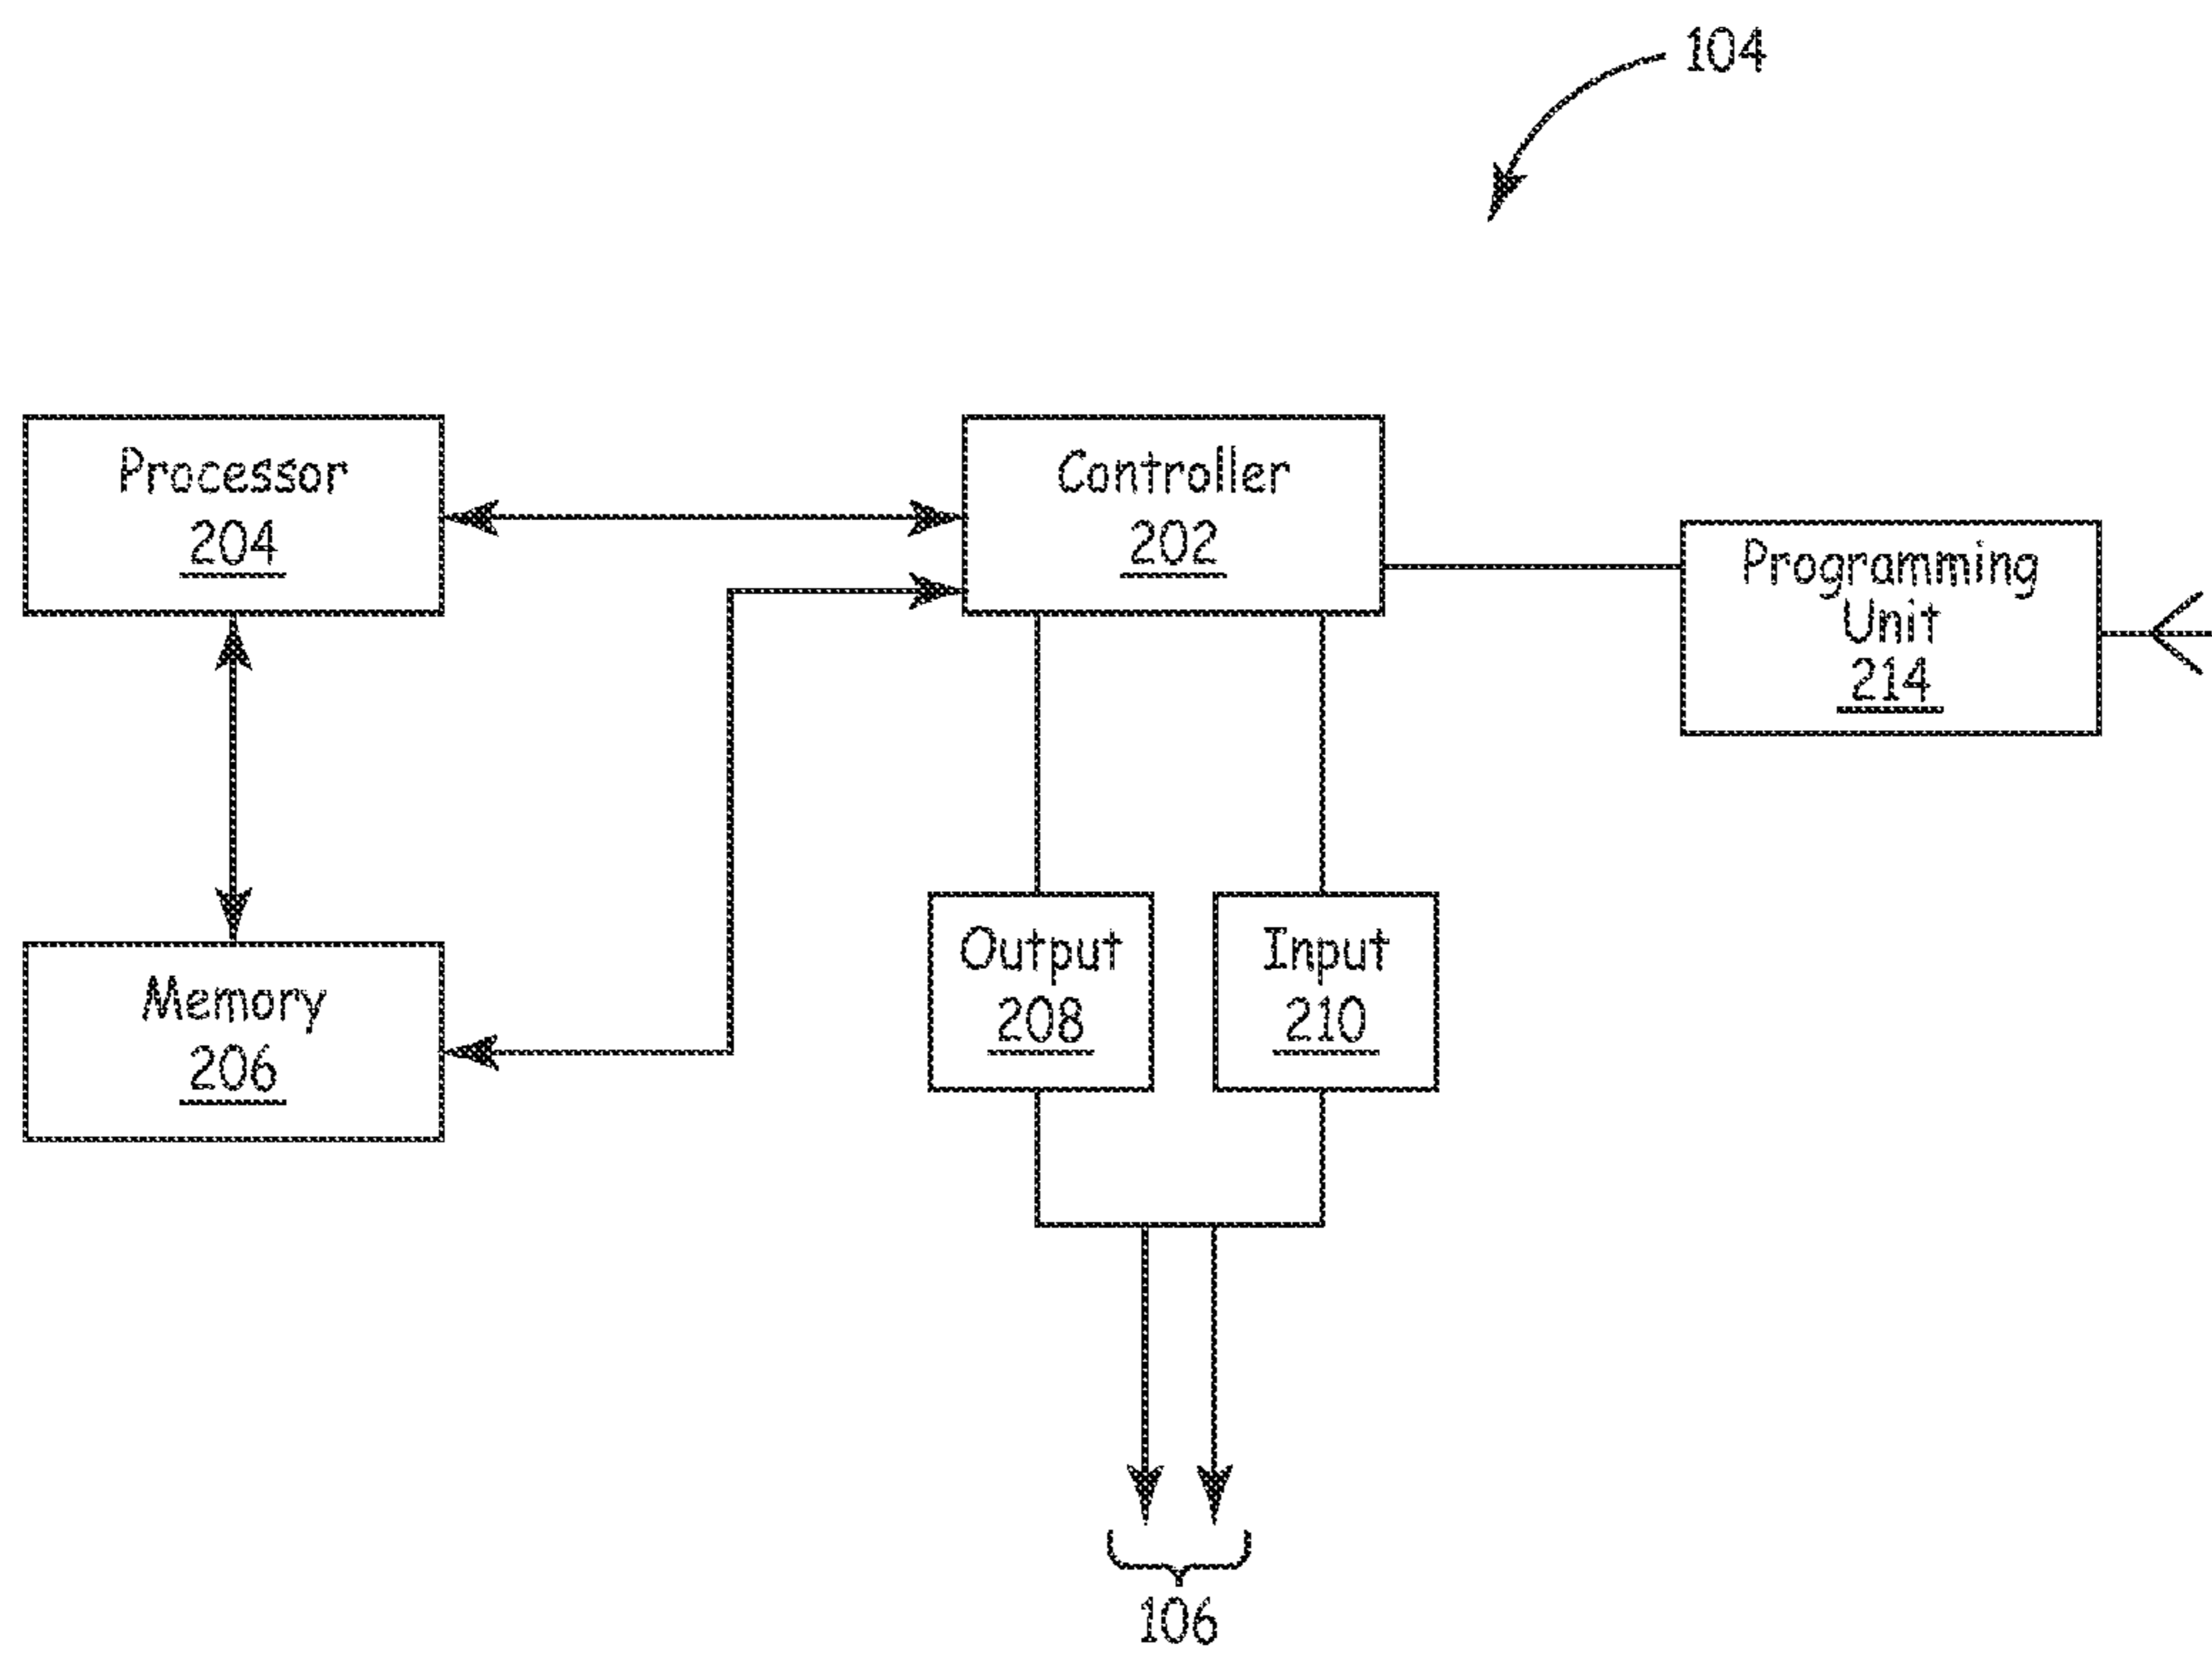 104
Processor
204
Controller
202
Programming
Unit
214
Output
208
Input
210
Memory
206
106